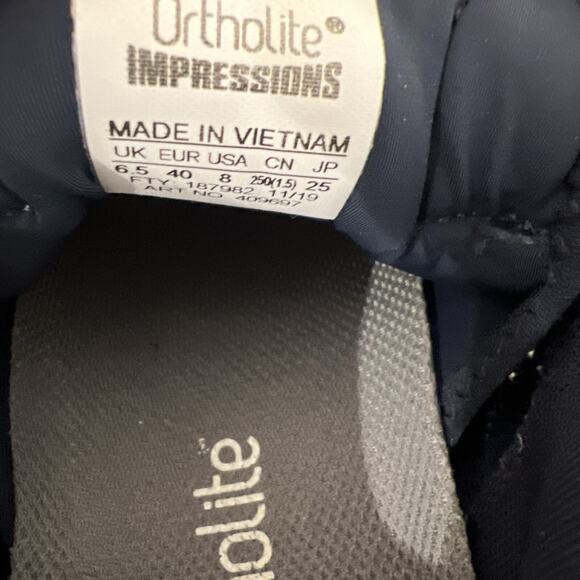 Ortholite®
IMPRESSIONS
MADE IN VIETNAM
UK EUR USA CN JP
6.5 40 8 250(1.5) 25
FTY 187982 11/19
ART NO 409697
holite™